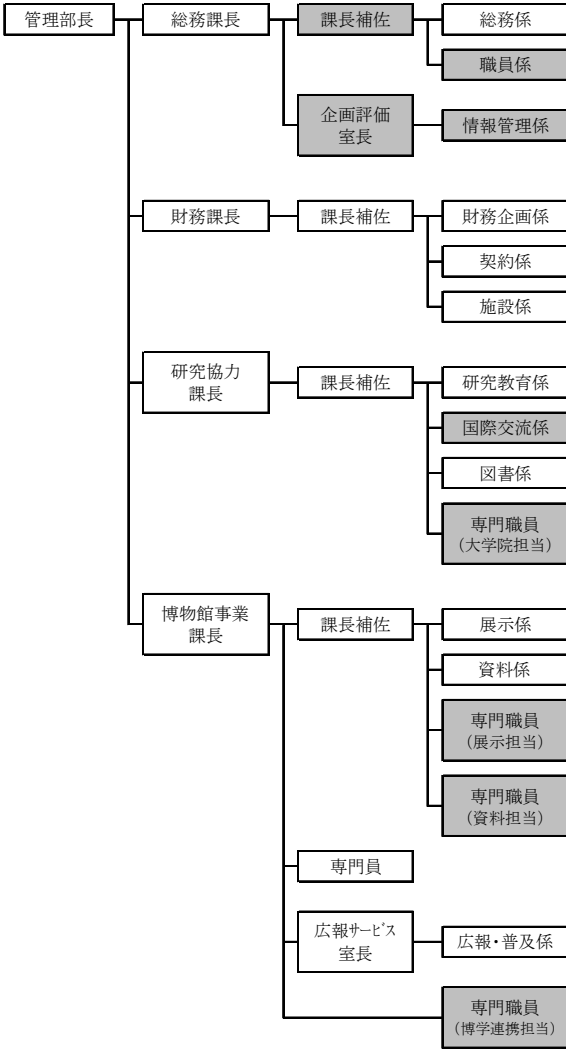 管理部長
総務課長
課長補佐
総務係
職員係
企画評価
室長
情報管理係
財務課長
課長補佐
財務企画係
契約係
施設係
研究協力
課長
課長補佐
研究教育係
国際交流係
図書係
専門職員
（大学院担当）
博物館事業
課長
課長補佐
展示係
資料係
専門職員
（展示担当）
専門職員
（資料担当）
専門員
広報ｻｰﾋﾞｽ
室長
広報・普及係
専門職員
（博学連携担当）